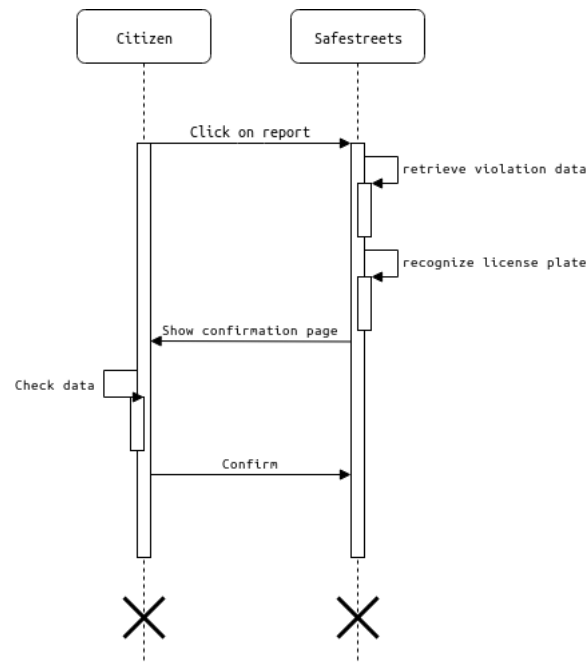 Citizen
Safestreets
Click on report
retrieve violation data
recognize license plate
Show confirmation page
Check data
Confirm